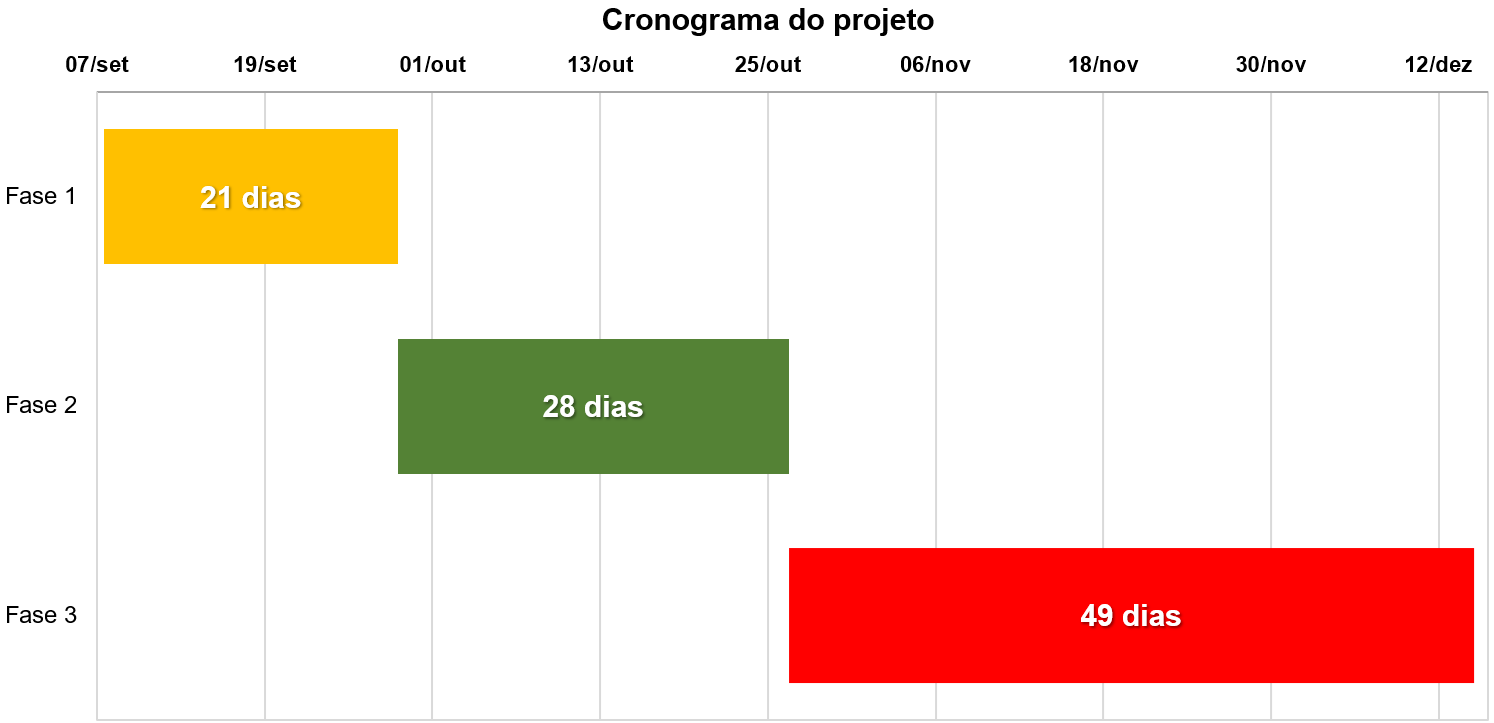 Cronograma do projeto
07/set 19/set 01/out 13/out 25/out 06/nov 18/nov 30/nov 12/dez
Fase 1 21 dias
Fase 2 28 dias
Fase 3 49 dias